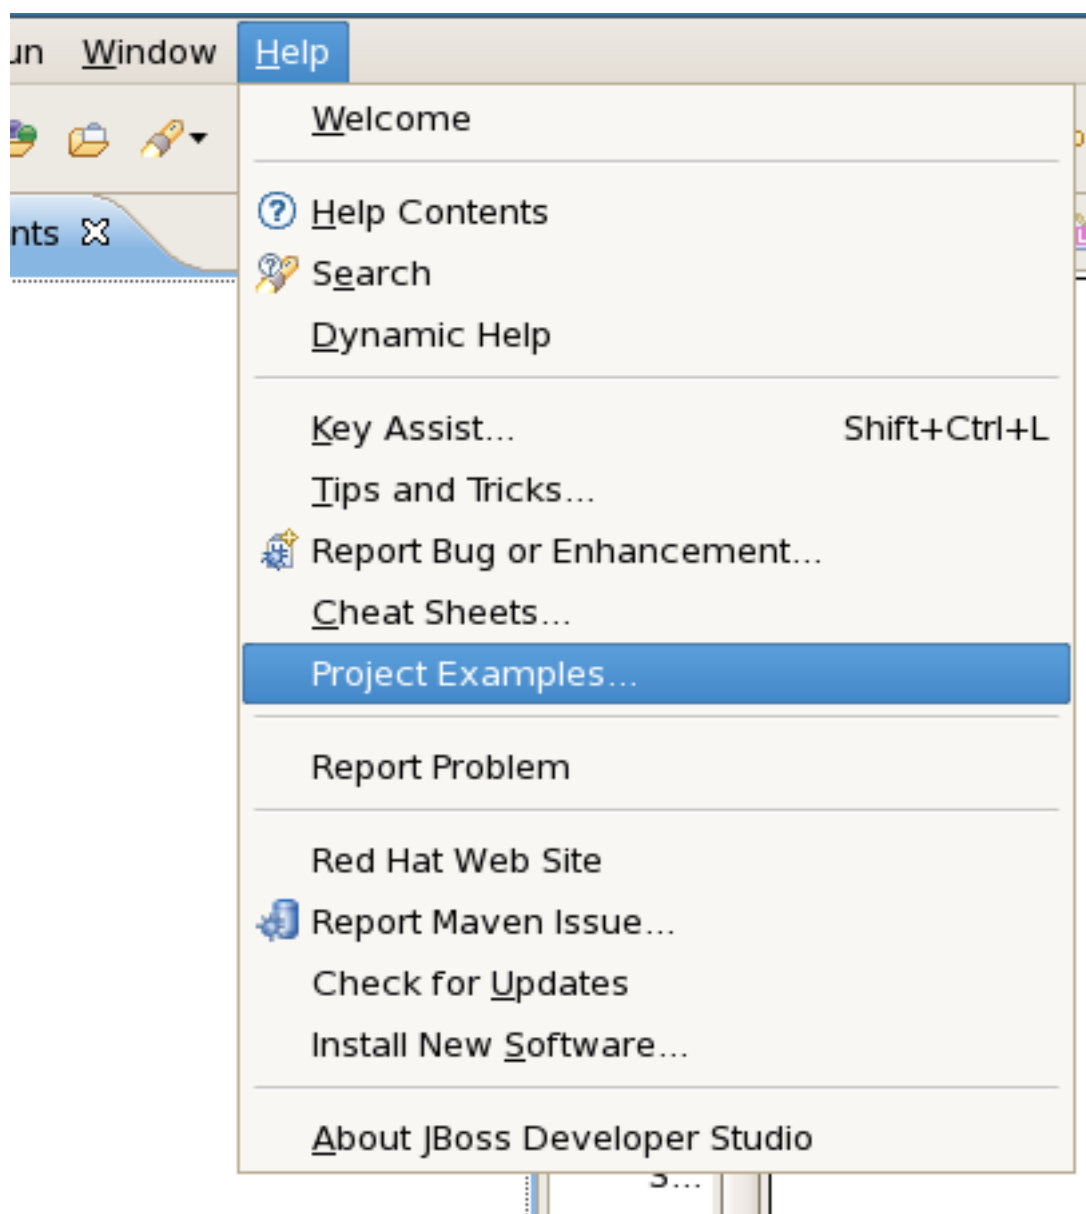 un Window Help
Welcome
nts
Help Contents
Search
Dynamic Help
Key Assist... Shift+Ctrl+L
Tips and Tricks...
Report Bug or Enhancement...
Cheat Sheets...
Project Examples...
Report Problem
Red Hat Web Site
Report Maven Issue...
Check for Updates
Install New Software...
About JBoss Developer Studio